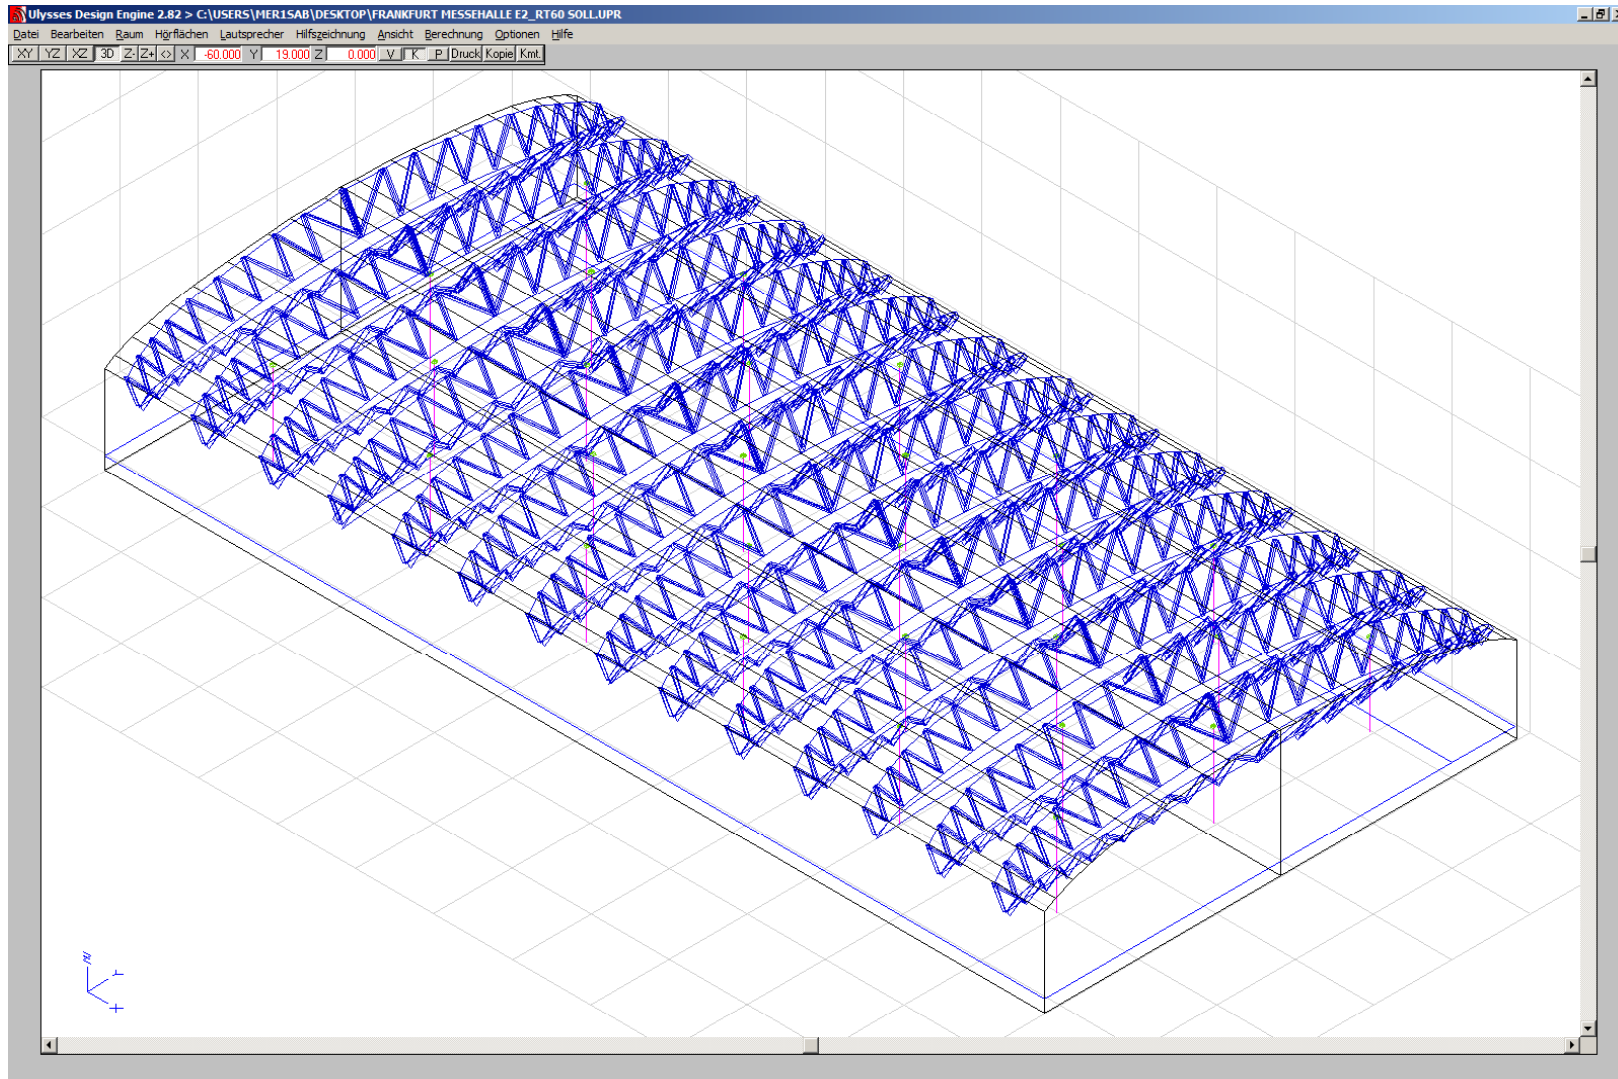 Ulysses Design Engine 2.82 > C:\USERS\MER1SAB\DESKTOP\FRANKFURT MESSEHALLE E2_RT60 SOLL.UPR
Datei Bearbeiten Raum Hörflächen Lautsprecher Hilfszeichnung Ansicht Berechnung Optionen Hilfe
XY YZ XZ 3D Z- Z+ <> X -60.000 Y 19.000 Z 0.000 V K P Druck Kopie Kmt.